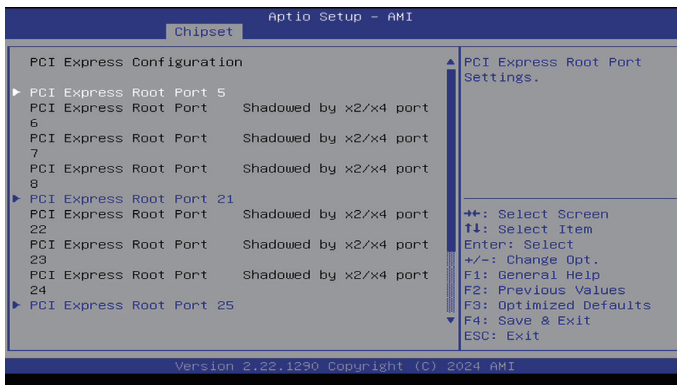 Aptio Setup – AMI
Chipset
PCI Express Configuration
PCI Express Root Port 5
PCI Express Root Port Shadowed by x2/x4 port
6
PCI Express Root Port Shadowed by x2/x4 port
7
PCI Express Root Port Shadowed by x2/x4 port
8
PCI Express Root Port 21
PCI Express Root Port Shadowed by x2/x4 port
22
PCI Express Root Port Shadowed by x2/x4 port
23
PCI Express Root Port Shadowed by x2/x4 port
24
PCI Express Root Port 25
PCI Express Root Port
Settings.
→←: Select Screen
↑↓: Select Item
Enter: Select
+/-: Change Opt.
F1: General Help
F2: Previous Values
F3: Optimized Defaults
F4: Save & Exit
ESC: Exit
Version 2.22.1290 Copyright (C) 2024 AMI